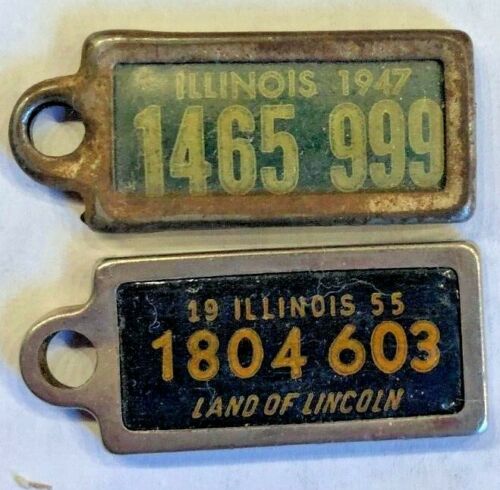 ILLINOIS 1947
1465 999
19 ILLINOIS 55
1804 603
LAND OF LINCOLN